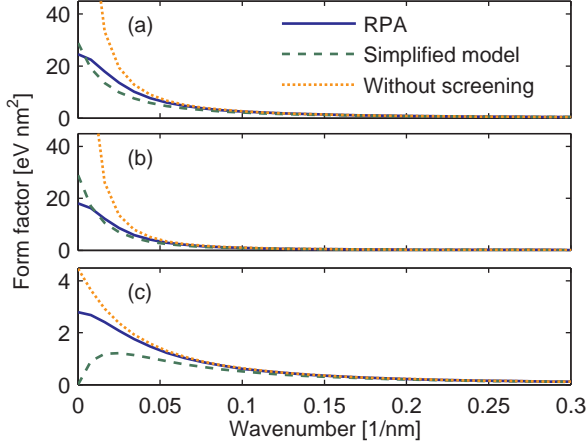 (a)
RPA
Simplified model
Without screening
40
20
0
(b)
40
20
0
Form factor [eV nm²]
(c)
4
2
0
0 0.05 0.1 0.15 0.2 0.25 0.3
Wavenumber [1/nm]